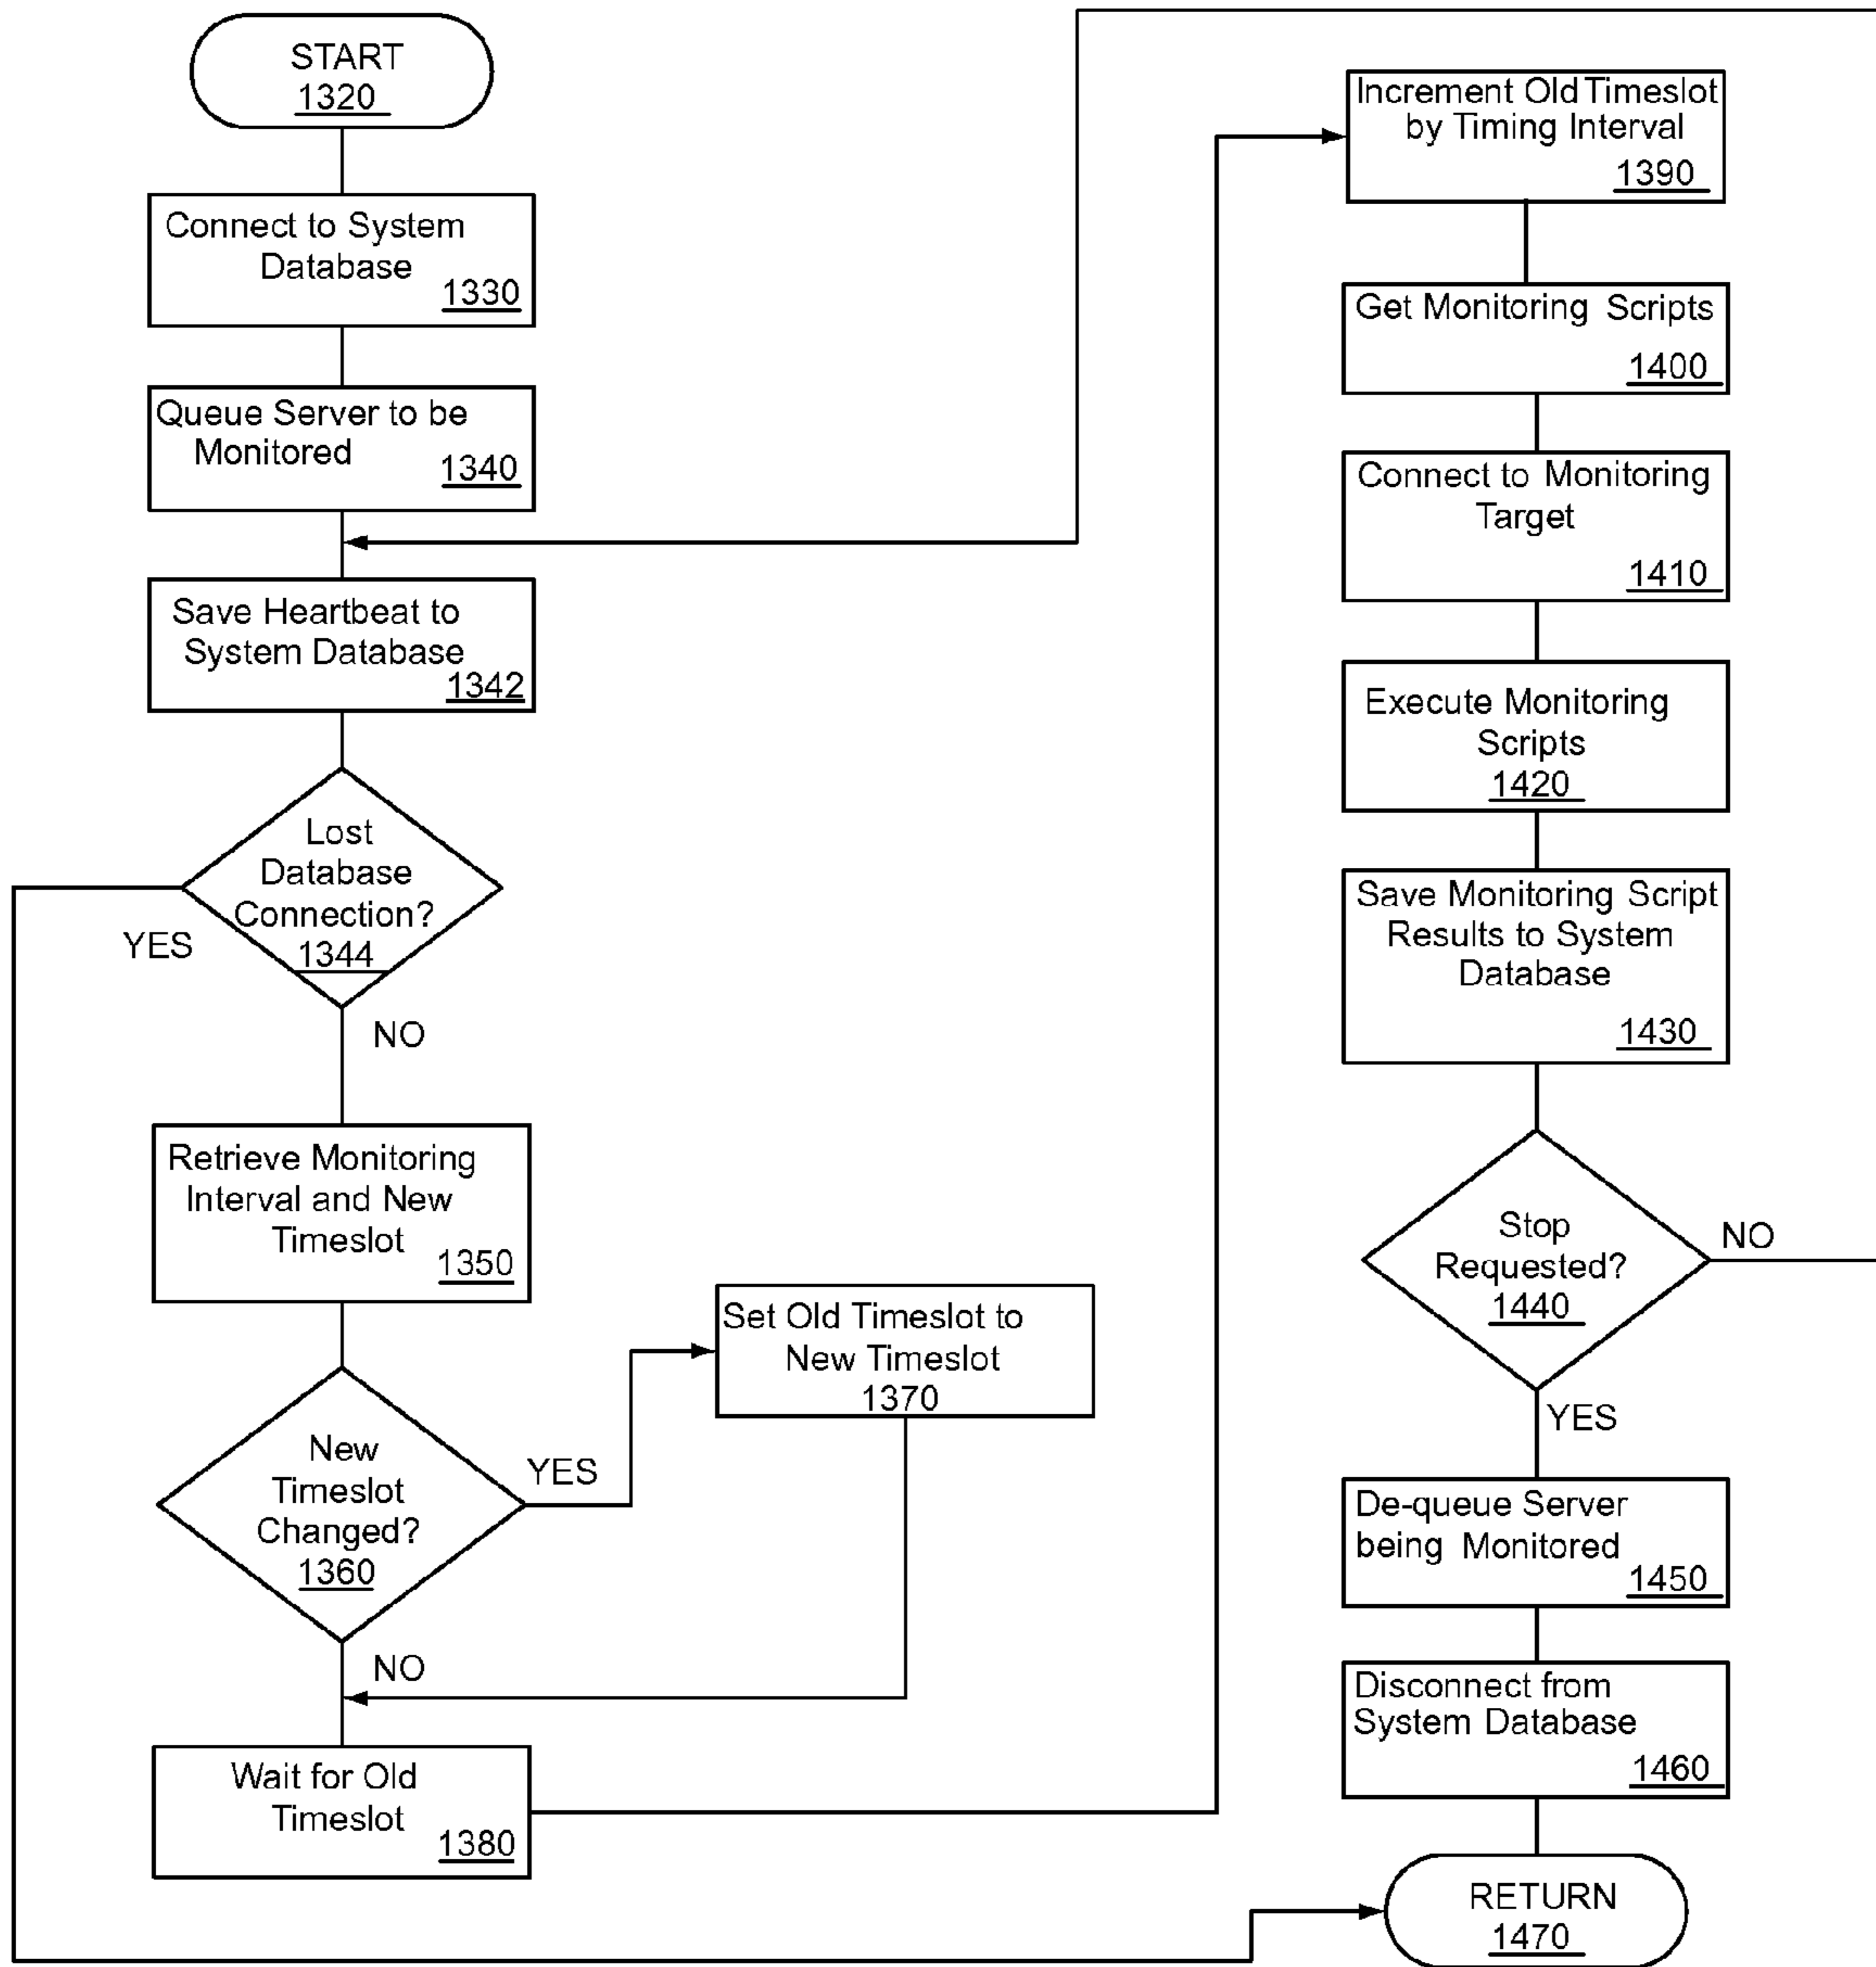 START
1320
Connect to System
Database
1330
Queue Server to be
Monitored
1340
Save Heartbeat to
System Database
1342
Lost
Database
Connection?
1344
YES
NO
Retrieve Monitoring
Interval and New
Timeslot
1350
New
Timeslot
Changed?
1360
YES
NO
Set Old Timeslot to
New Timeslot
1370
Wait for Old
Timeslot
1380
Increment Old Timeslot
by Timing Interval
1390
Get Monitoring Scripts
1400
Connect to Monitoring
Target
1410
Execute Monitoring
Scripts
1420
Save Monitoring Script
Results to System
Database
1430
Stop
Requested?
1440
NO
YES
De-queue Server
being Monitored
1450
Disconnect from
System Database
1460
RETURN
1470